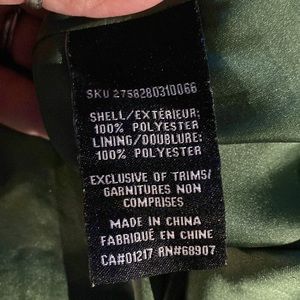 SKU 2758280310066
SHELL/EXTÉRIEUR:
100% POLYESTER
LINING/DOUBLURE:
100% POLYESTER
EXCLUSIVE OF TRIMS/
GARNITURES NON
COMPRISES
MADE IN CHINA
FABRIQUÉ EN CHINE
CA#01217 RN#68907